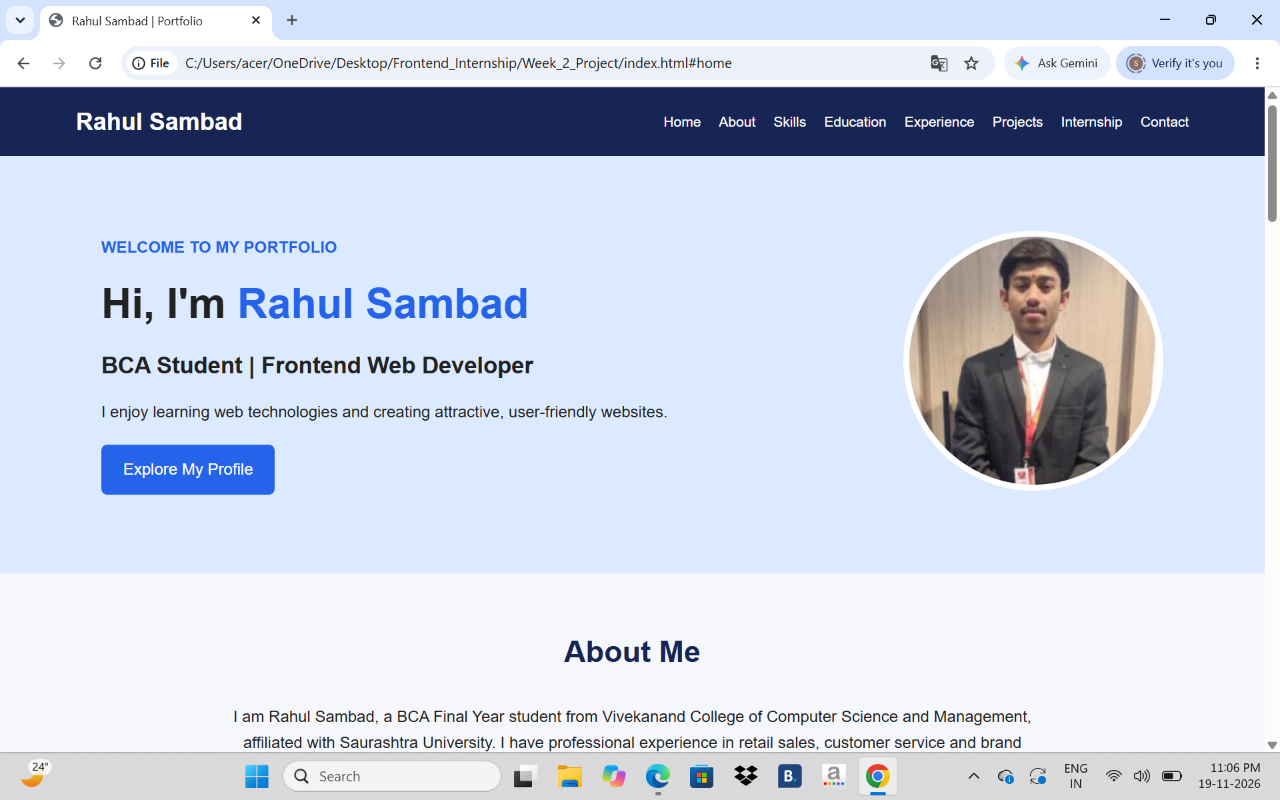 Rahul Sambad | Portfolio
File
C:/Users/acer/OneDrive/Desktop/Frontend_Internship/Week_2_Project/index.html#home
Ask Gemini
S
Verify it's you
Rahul Sambad
Home About Skills Education Experience Projects Internship Contact
WELCOME TO MY PORTFOLIO
Hi, I'm Rahul Sambad
BCA Student | Frontend Web Developer
I enjoy learning web technologies and creating attractive, user-friendly websites.
Explore My Profile
About Me
I am Rahul Sambad, a BCA Final Year student from Vivekanand College of Computer Science and Management,
affiliated with Saurashtra University. I have professional experience in retail sales, customer service and brand
24°
Search
B.
a
ENG
IN
11:06 PM
19-11-2026